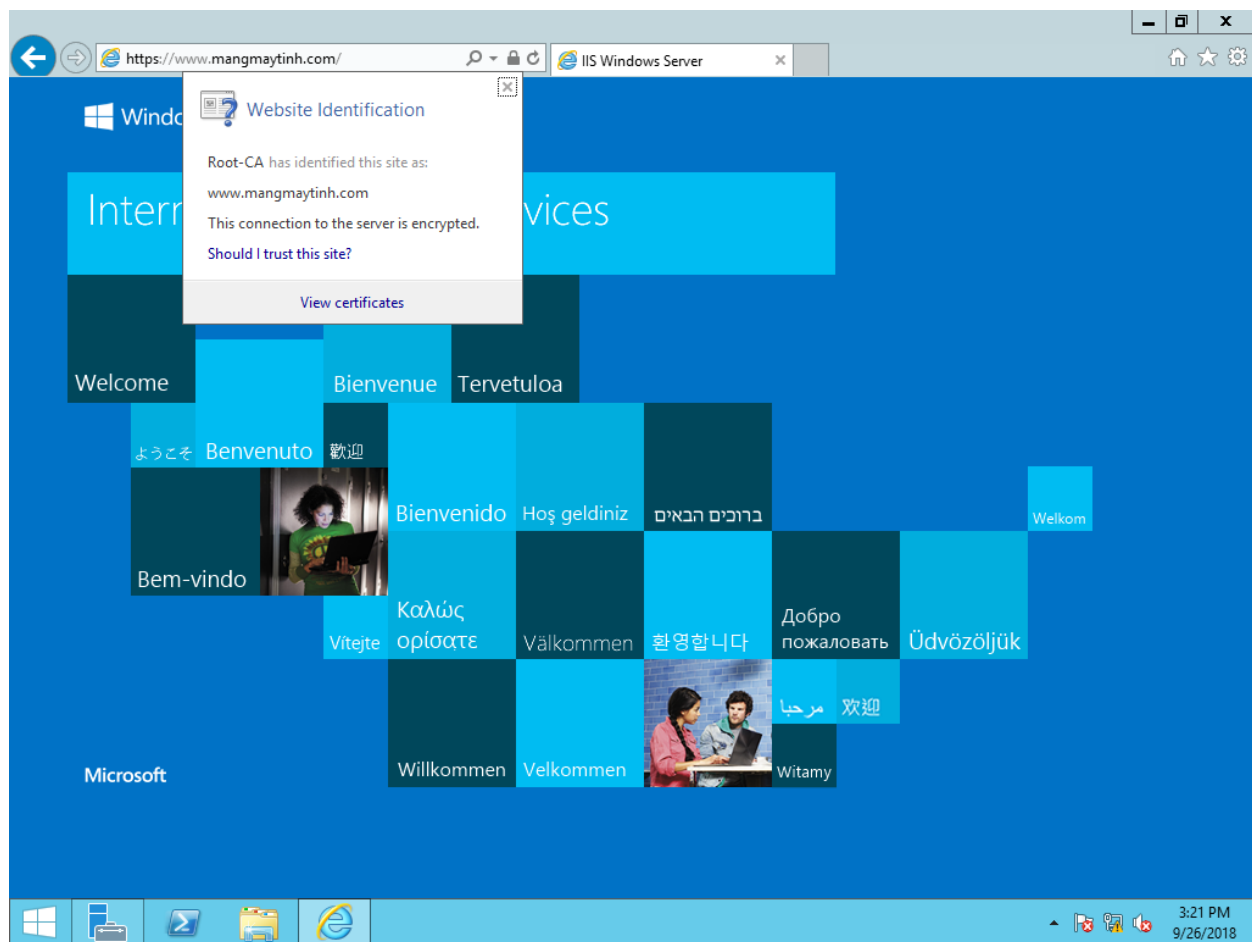 https://www.mangmaytinh.com/
IIS Windows Server
Website Identification
Root-CA has identified this site as:
www.mangmaytinh.com
This connection to the server is encrypted.
Should I trust this site?
View certificates
Welcome
Bienvenue
Tervetuloa
ようこそ
Benvenuto
歡迎
Bienvenido
Hoş geldiniz
ברוכים הבאים
Welkom
Bem-vindo
Vítejte
Καλώς
ορίσατε
Välkommen
환영합니다
Добро
пожаловать
Üdvözöljük
مرحبا
欢迎
Microsoft
Willkommen
Velkommen
Witamy
3:21 PM
9/26/2018